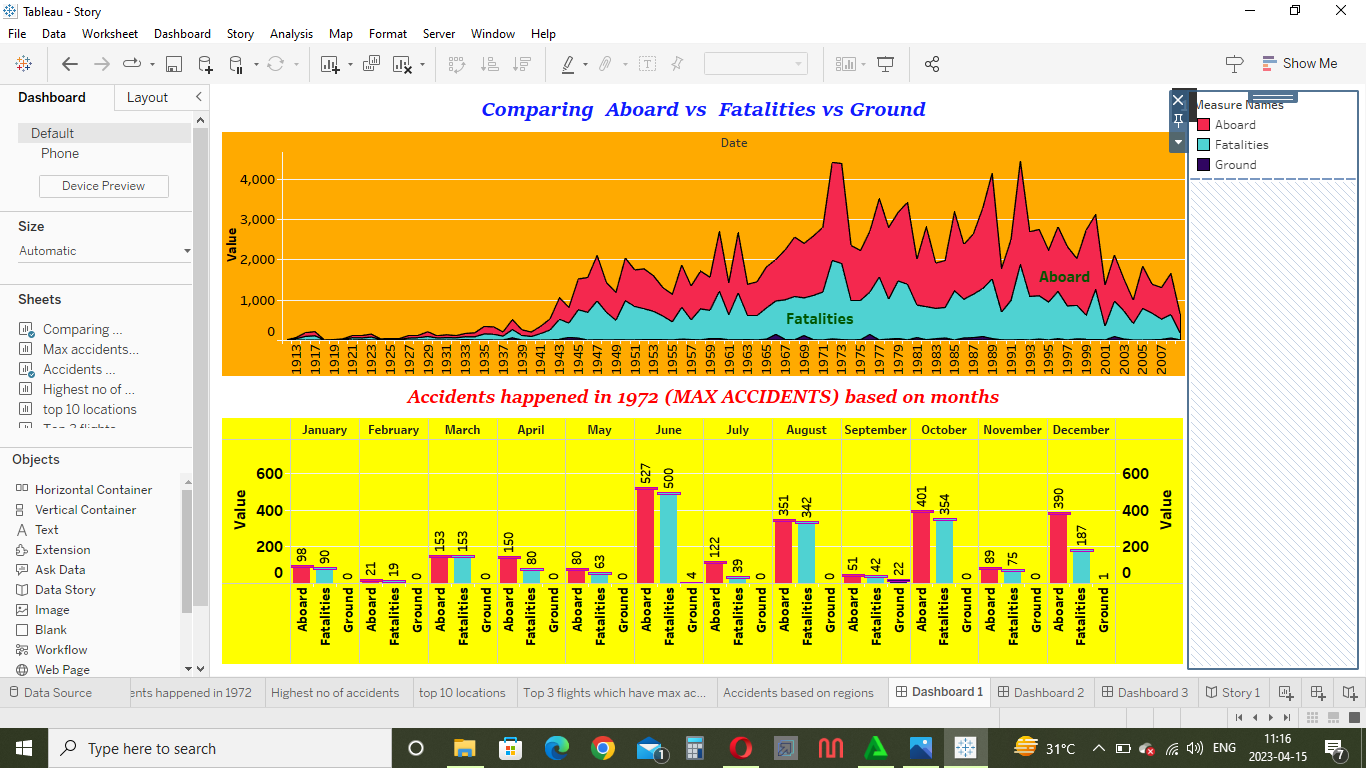 Tableau - Story
File Data Worksheet Dashboard Story Analysis Map Format Server Window Help
Show Me
Dashboard Layout
Default
Phone
Device Preview
Size
Automatic
Sheets
Comparing ...
Max accidents...
Accidents ...
Highest no of ...
top 10 locations
Objects
Horizontal Container
Vertical Container
Text
Extension
Ask Data
Data Story
Image
Blank
Workflow
Web Page
Comparing Aboard vs Fatalities vs Ground
Date
Value
4,000
3,000
2,000
1,000
0
Aboard
Fatalities
1913 1917 1919 1921 1923 1925 1927 1929 1931 1933 1935 1937 1939 1941 1943 1945 1947 1949 1951 1953 1955 1957 1959 1961 1963 1965 1967 1969 1971 1973 1975 1977 1979 1981 1983 1985 1987 1989 1991 1993 1995 1997 1999 2001 2003 2005 2007
Measure Names
Aboard
Fatalities
Ground
Accidents happened in 1972 (MAX ACCIDENTS) based on months
January February March April May June July August September October November December
Value
600
400
200
0
98 90 0 21 19 0 153 153 0 150 80 0 80 63 0 527 500 4 122 39 0 351 342 0 51 42 22 401 354 0 89 75 0 390 187 1
600
400
200
0
Value
Aboard Fatalities Ground Aboard Fatalities Ground Aboard Fatalities Ground Aboard Fatalities Ground Aboard Fatalities Ground Aboard Fatalities Ground Aboard Fatalities Ground Aboard Fatalities Ground Aboard Fatalities Ground Aboard Fatalities Ground Aboard Fatalities Ground Aboard Fatalities Ground
Data Source ents happened in 1972 Highest no of accidents top 10 locations Top 3 flights which have max ac... Accidents based on regions Dashboard 1 Dashboard 2 Dashboard 3 Story 1
Type here to search
1
31°C
ENG
11:16
2023-04-15
7